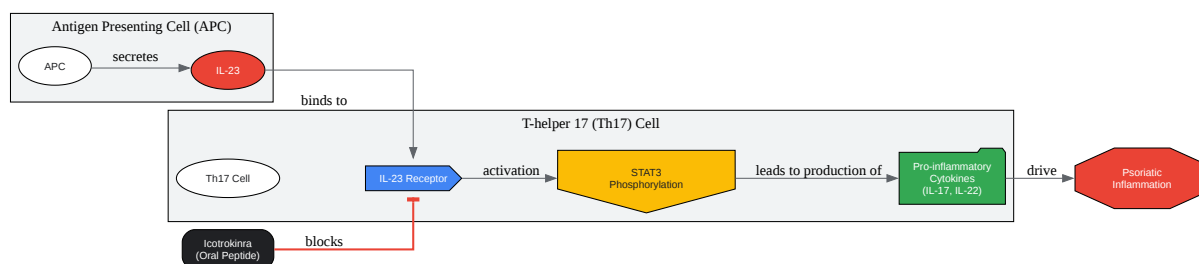 Antigen Presenting Cell (APC)
APC
secretes
IL-23
binds to
T-helper 17 (Th17) Cell
Th17 Cell
IL-23 Receptor
activation
STAT3
Phosphorylation
leads to production of
Pro-inflammatory
Cytokines
(IL-17, IL-22)
drive
Psoriatic
Inflammation
Icotrokinra
(Oral Peptide)
blocks